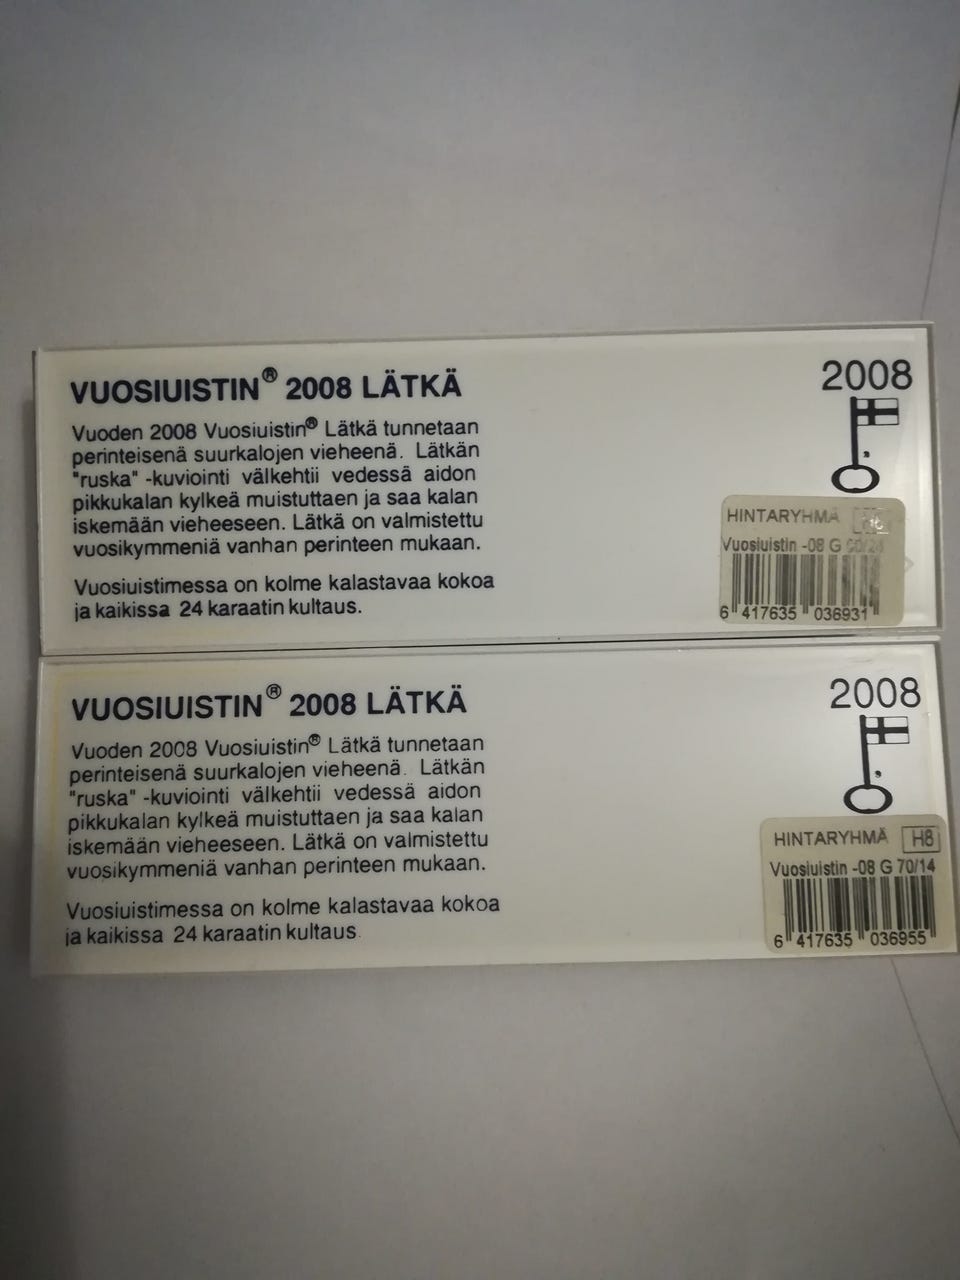 VUOSIUISTIN® 2008 LÄTKÄ
Vuoden 2008 Vuosiuistin® Lätkä tunnetaan
perinteisenä suurkalojen vieheenä. Lätkän
"ruska" -kuviointi välkehtii vedessä aidon
pikkukalan kylkeä muistuttaen ja saa kalan
iskemään vieheeseen. Lätkä on valmistettu
vuosikymmeniä vanhan perinteen mukaan.
Vuosiuistimessa on kolme kalastavaa kokoa
ja kaikissa 24 karaatin kultaus.
2008
HINTARYHMÄ
Vuosiuistin -08 G
6 417635 036931
VUOSIUISTIN® 2008 LÄTKÄ
Vuoden 2008 Vuosiuistin® Lätkä tunnetaan
perinteisenä suurkalojen vieheenä. Lätkän
"ruska" -kuviointi välkehtii vedessä aidon
pikkukalan kylkeä muistuttaen ja saa kalan
iskemään vieheeseen. Lätkä on valmistettu
vuosikymmeniä vanhan perinteen mukaan.
Vuosiuistimessa on kolme kalastavaa kokoa
ja kaikissa 24 karaatin kultaus.
2008
HINTARYHMÄ H8
Vuosiuistin -08 G 70/14
6 417635 036955